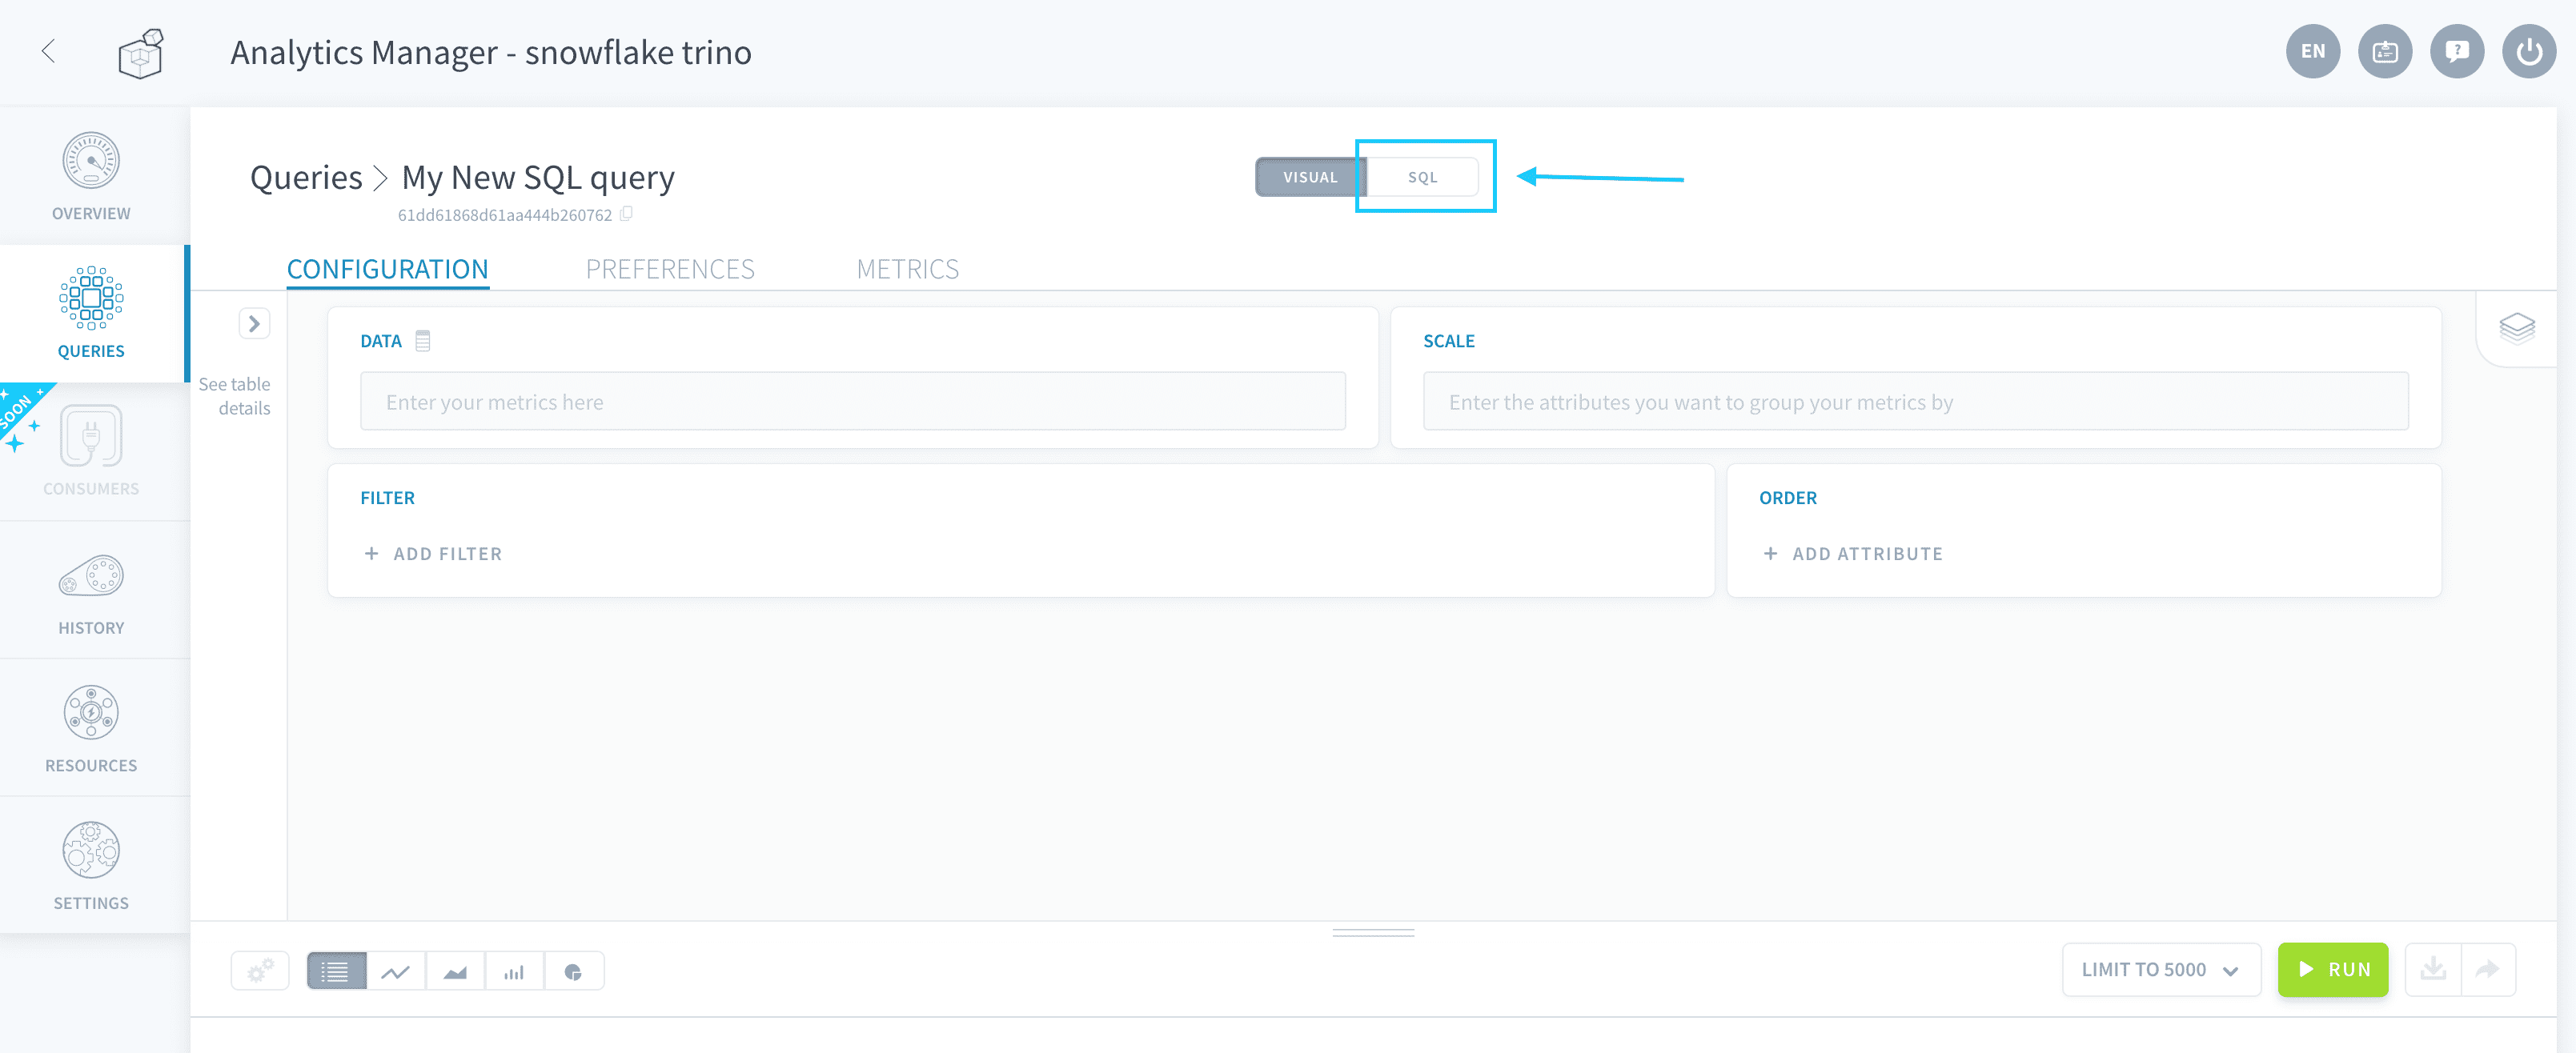 Analytics Manager - snowflake trino
EN
?
OVERVIEW
QUERIES
SOON
CONSUMERS
HISTORY
RESOURCES
SETTINGS
Queries > My New SQL query
61dd61868d61aa444b260762
VISUAL SQL
CONFIGURATION PREFERENCES METRICS
See table
details
DATA
Enter your metrics here
SCALE
Enter the attributes you want to group your metrics by
FILTER
+ ADD FILTER
ORDER
+ ADD ATTRIBUTE
LIMIT TO 5000
RUN